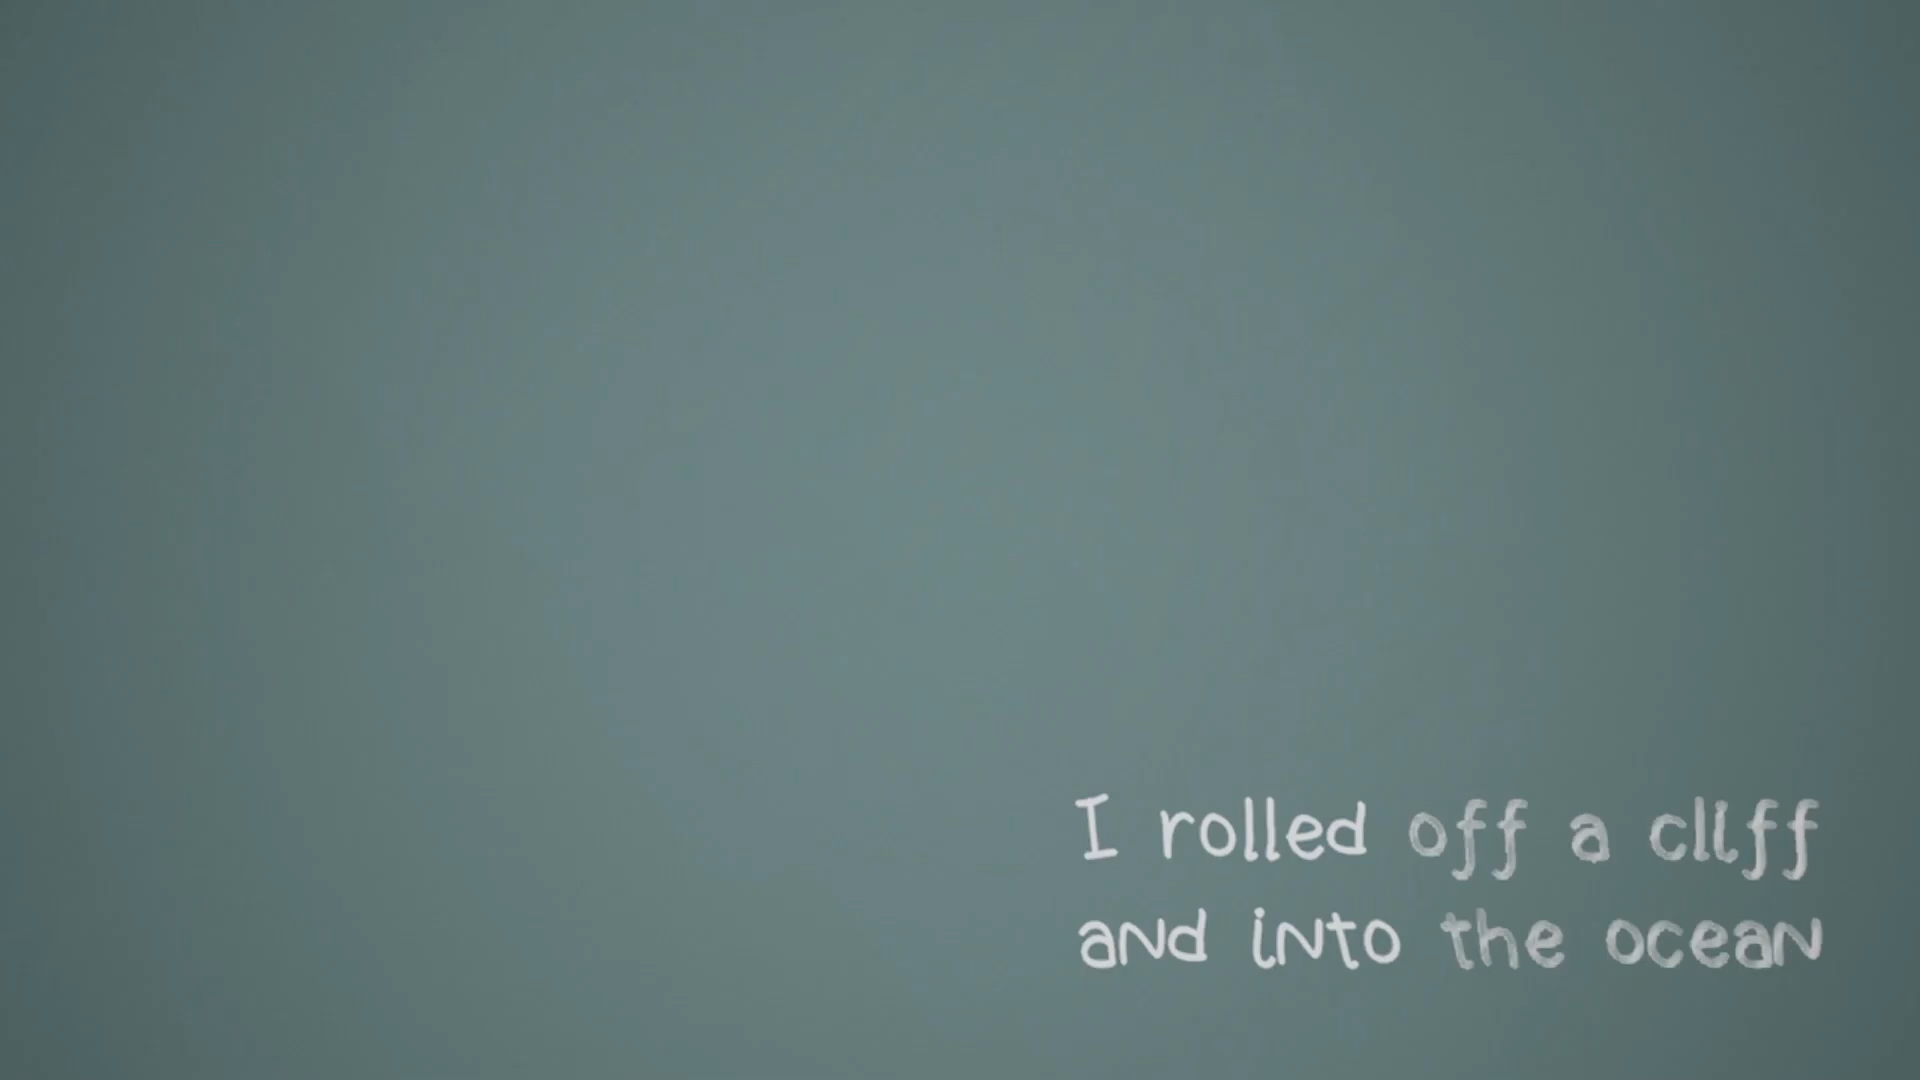 I rolled off a cliff
and into the ocean